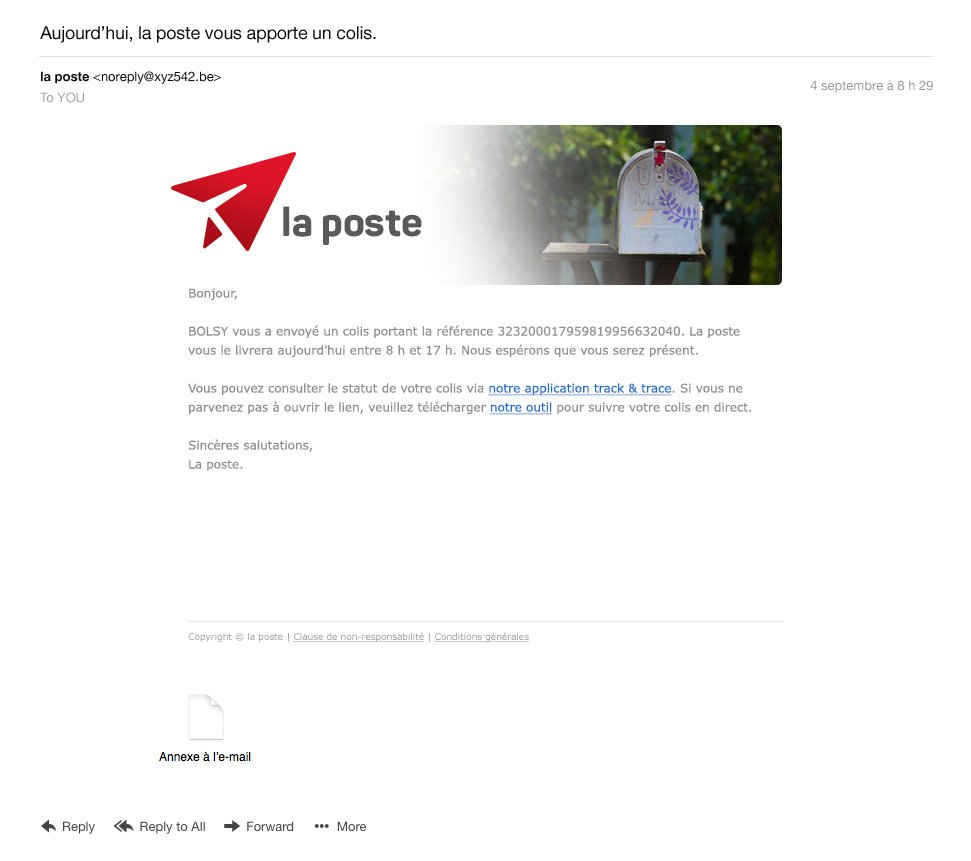 Aujourd’hui, la poste vous apporte un colis.
la poste <noreply@xyz542.be>
4 septembre à 8 h 29
To YOU
la poste
U.S.
MAIL
Bonjour,
BOLSY vous a envoyé un colis portant la référence 323200017959819956632040. La poste
vous le livrera aujourd’hui entre 8 h et 17 h. Nous espérons que vous serez présent.
Vous pouvez consulter le statut de votre colis via notre application track & trace. Si vous ne
parvenez pas à ouvrir le lien, veuillez télécharger notre outil pour suivre votre colis en direct.
Sincères salutations,
La poste.
Copyright © la poste | Clause de non-responsabilité | Conditions générales
Annexe à l’e-mail
Reply Reply to All Forward ••• More